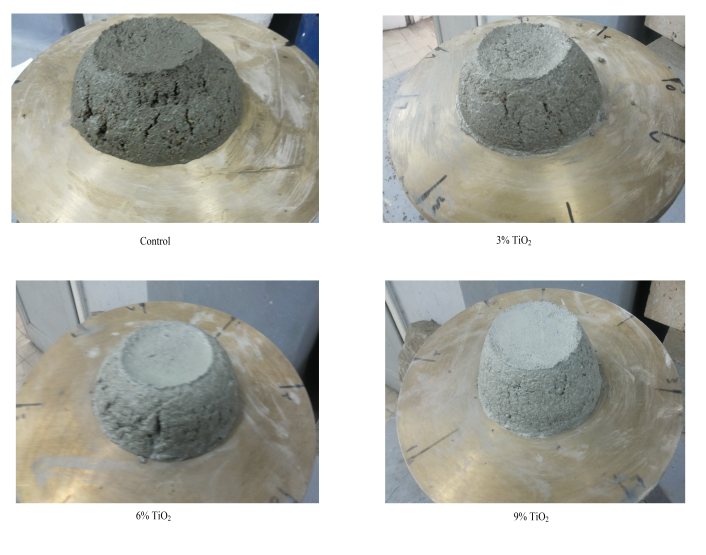 Control
3% TiO₂
6% TiO₂
9% TiO₂